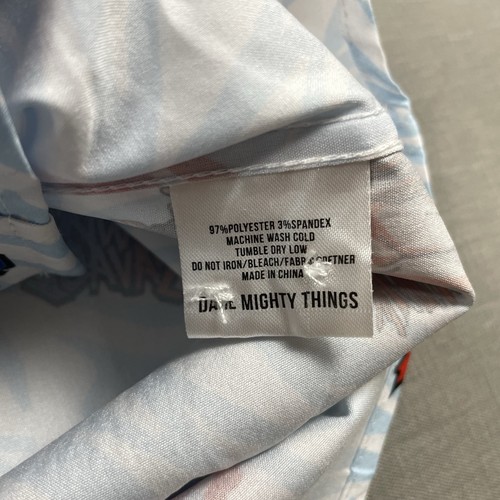 97%POLYESTER 3%SPANDEX
MACHINE WASH COLD
TUMBLE DRY LOW
DO NOT IRON/BLEACH/FABRIC SOFTNER
MADE IN CHINA
DARE MIGHTY THINGS